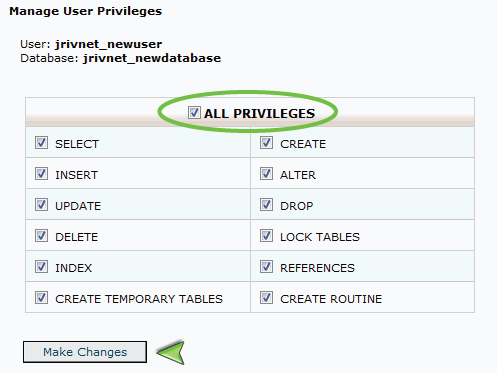 Manage User Privileges
User: jrivnet_newuser
Database: jrivnet_newdatabase
ALL PRIVILEGES
SELECT CREATE
INSERT ALTER
UPDATE DROP
DELETE LOCK TABLES
INDEX REFERENCES
CREATE TEMPORARY TABLES CREATE ROUTINE
Make Changes